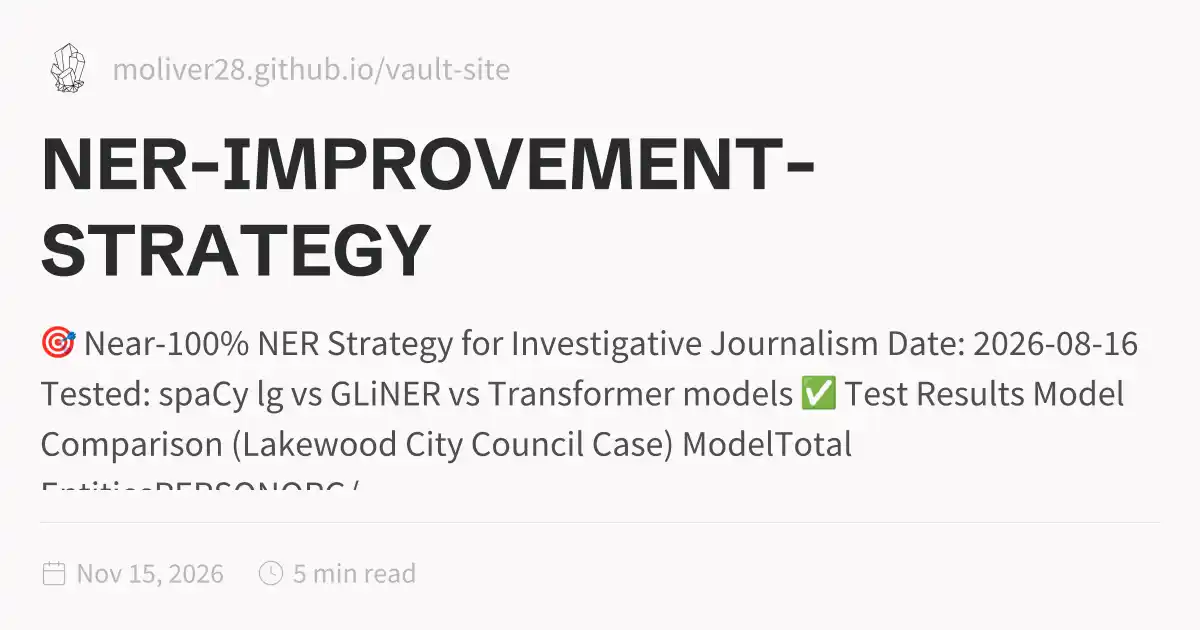 moliver28.github.io/vault-site
NER-IMPROVEMENT-
STRATEGY
🎯 Near-100% NER Strategy for Investigative Journalism Date: 2026-08-16
Tested: spaCy lg vs GLiNER vs Transformer models ✅ Test Results Model
Comparison (Lakewood City Council Case) ModelTotal
EntitiesPERSONORG/
Nov 15, 2026
5 min read